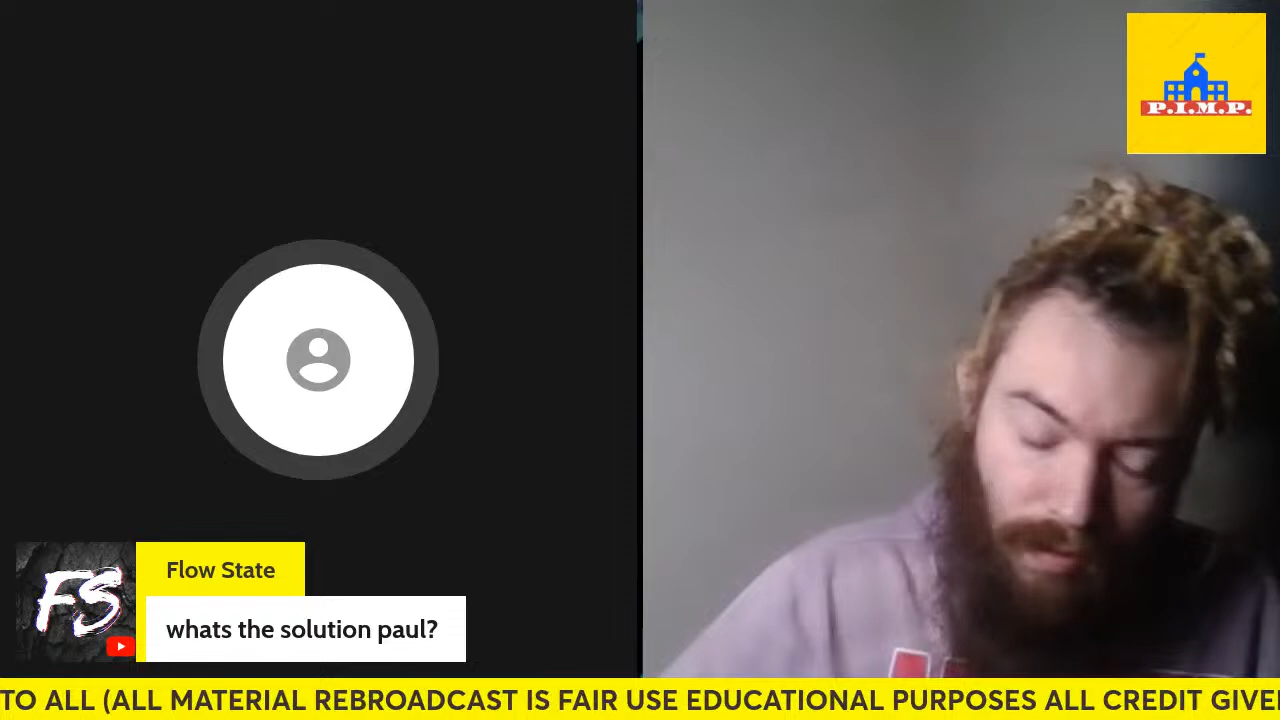 P.I.M.P.
FS
Flow State
whats the solution paul?
TO ALL (ALL MATERIAL REBROADCAST IS FAIR USE EDUCATIONAL PURPOSES ALL CREDIT GIVE